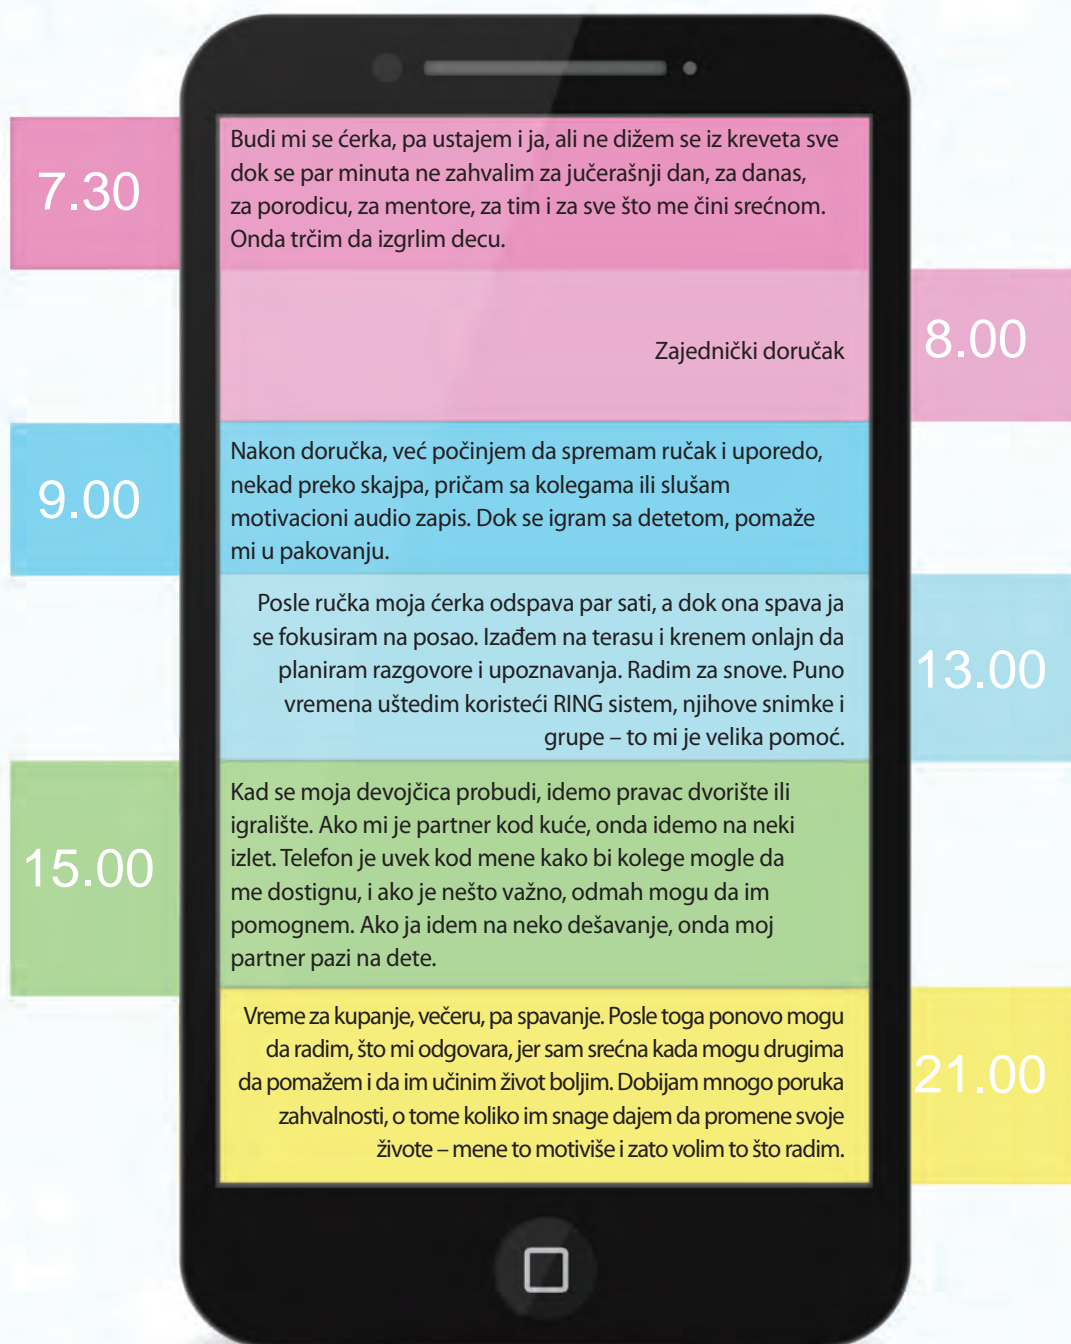 7.30
Budi mi se ćerka, pa ustajem i ja, ali ne dižem se iz kreveta sve
dok se par minuta ne zahvalim za jučerašnji dan, za danas,
za porodicu, za mentore, za tim i za sve što me čini srećnom.
Onda trčim da izgrlim decu.
8.00
Zajednički doručak
9.00
Nakon doručka, već počinjem da spremam ručak i uporedo,
nekad preko skajpa, pričam sa kolegama ili slušam
motivacioni audio zapis. Dok se igram sa detetom, pomaže
mi u pakovanju.
13.00
Posle ručka moja ćerka odspava par sati, a dok ona spava ja
se fokusiram na posao. Izađem na terasu i krenem onlajn da
planiram razgovore i upoznavanja. Radim za snove. Puno
vremena uštedim koristeći RING sistem, njihove snimke i
grupe – to mi je velika pomoć.
15.00
Kad se moja devojčica probudi, idemo pravac dvorište ili
igralište. Ako mi je partner kod kuće, onda idemo na neki
izlet. Telefon je uvek kod mene kako bi kolege mogle da
me dostignu, i ako je nešto važno, odmah mogu da im
pomognem. Ako ja idem na neko dešavanje, onda moj
partner pazi na dete.
21.00
Vreme za kupanje, večeru, pa spavanje. Posle toga ponovo mogu
da radim, što mi odgovara, jer sam srećna kada mogu drugima
da pomažem i da im učinim život boljim. Dobijam mnogo poruka
zahvalnosti, o tome koliko im snage dajem da promene svoje
živote – mene to motiviše i zato volim to što radim.